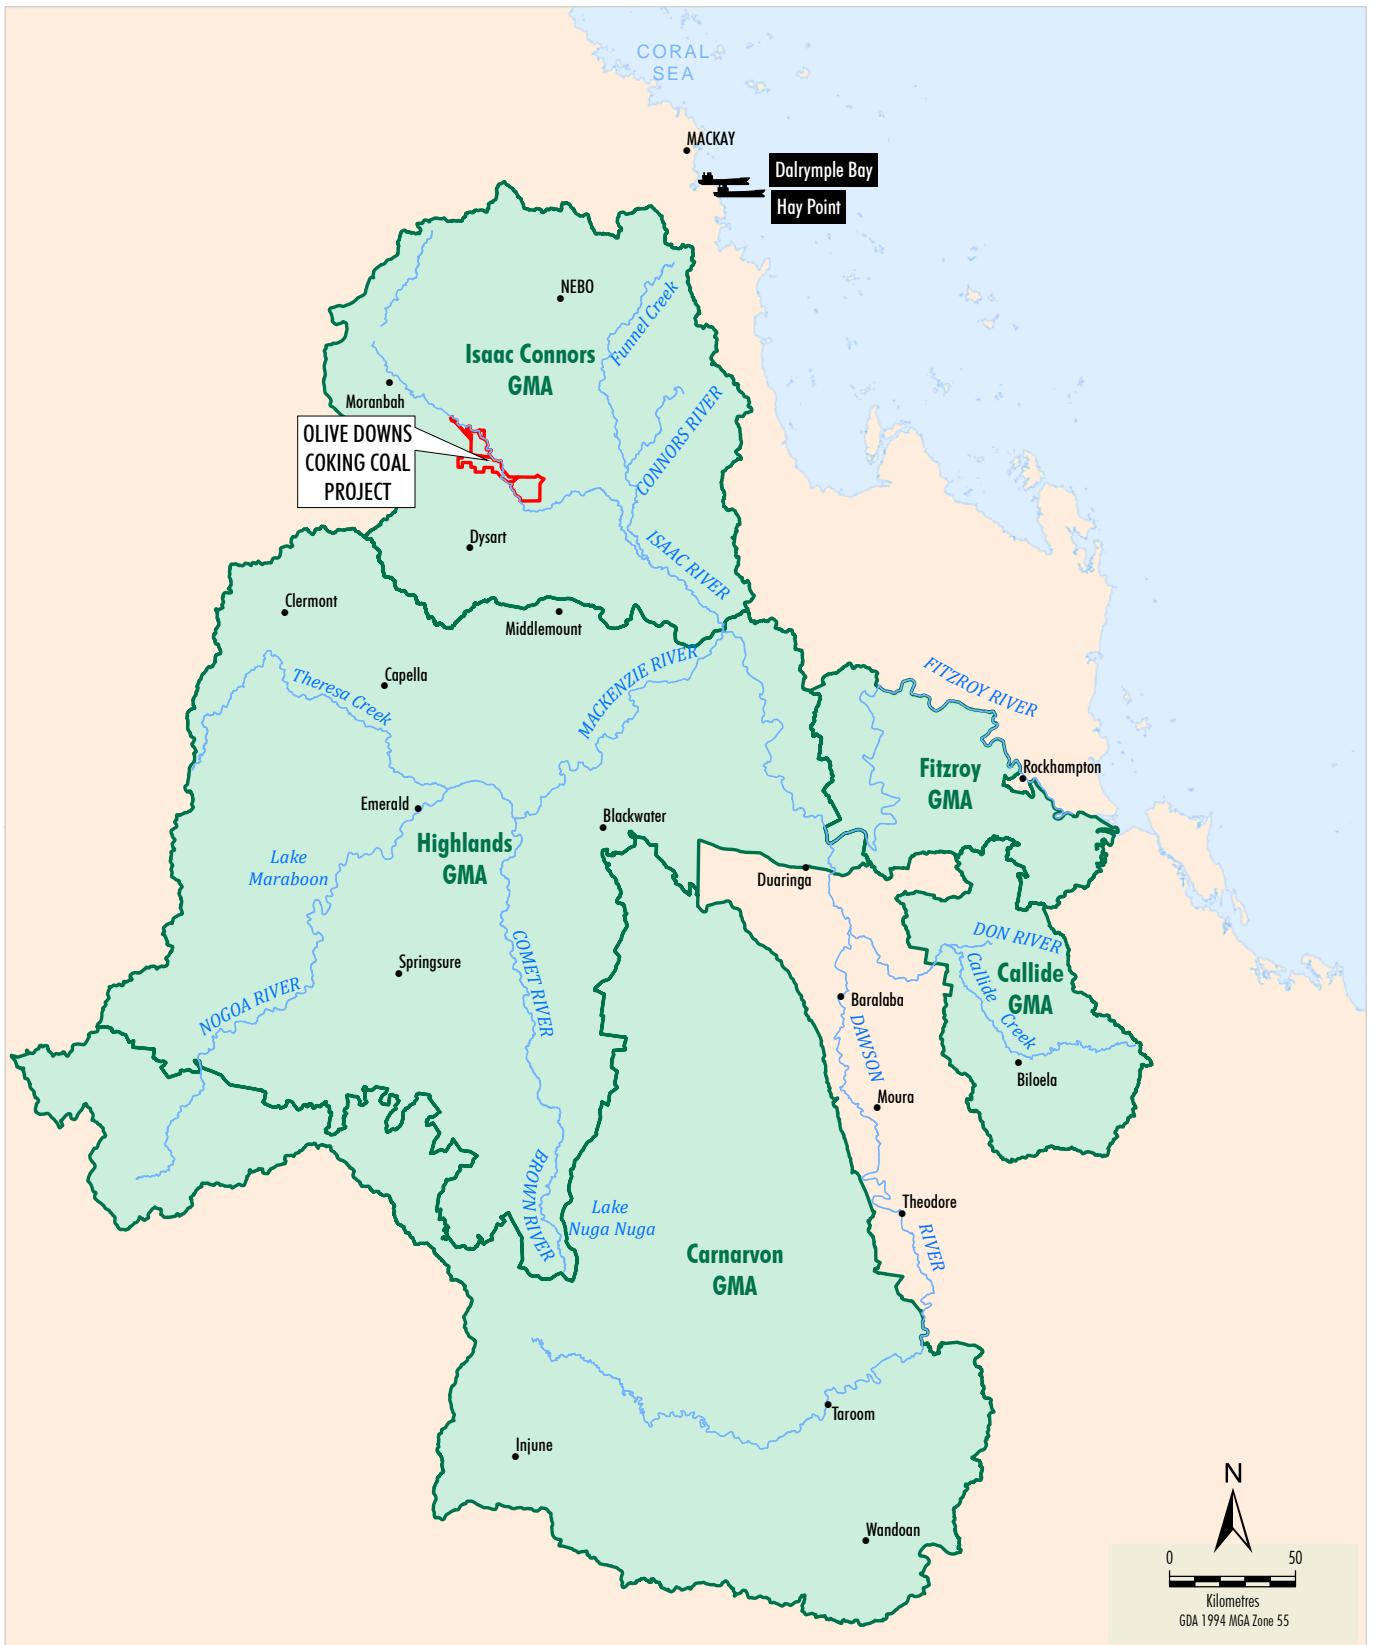 CORAL
SEA
MACKAY
Dalrymple Bay
Hay Point
NEBO
Funnel Creek
Isaac Connors
GMA
Moranbah
CONNORS RIVER
OLIVE DOWNS
COKING COAL
PROJECT
Dysart
ISAAC RIVER
Clermont
Middlemount
Capella
Theresa Creek
MACKENZIE RIVER
FITZROY RIVER
Fitzroy
GMA
Rockhampton
Emerald
Blackwater
Highlands
GMA
Lake
Maraboon
Duaringa
COMET RIVER
DON RIVER
Springsure
Callide
GMA
Callide Creek
NOGOA RIVER
Baralaba
DAWSON
Biloela
Moura
BROWN RIVER
Lake
Nuga Nuga
Theodore
RIVER
Carnarvon
GMA
Taroom
Injune
Wandoan
N
0 50
Kilometres
GDA 1994 MGA Zone 55